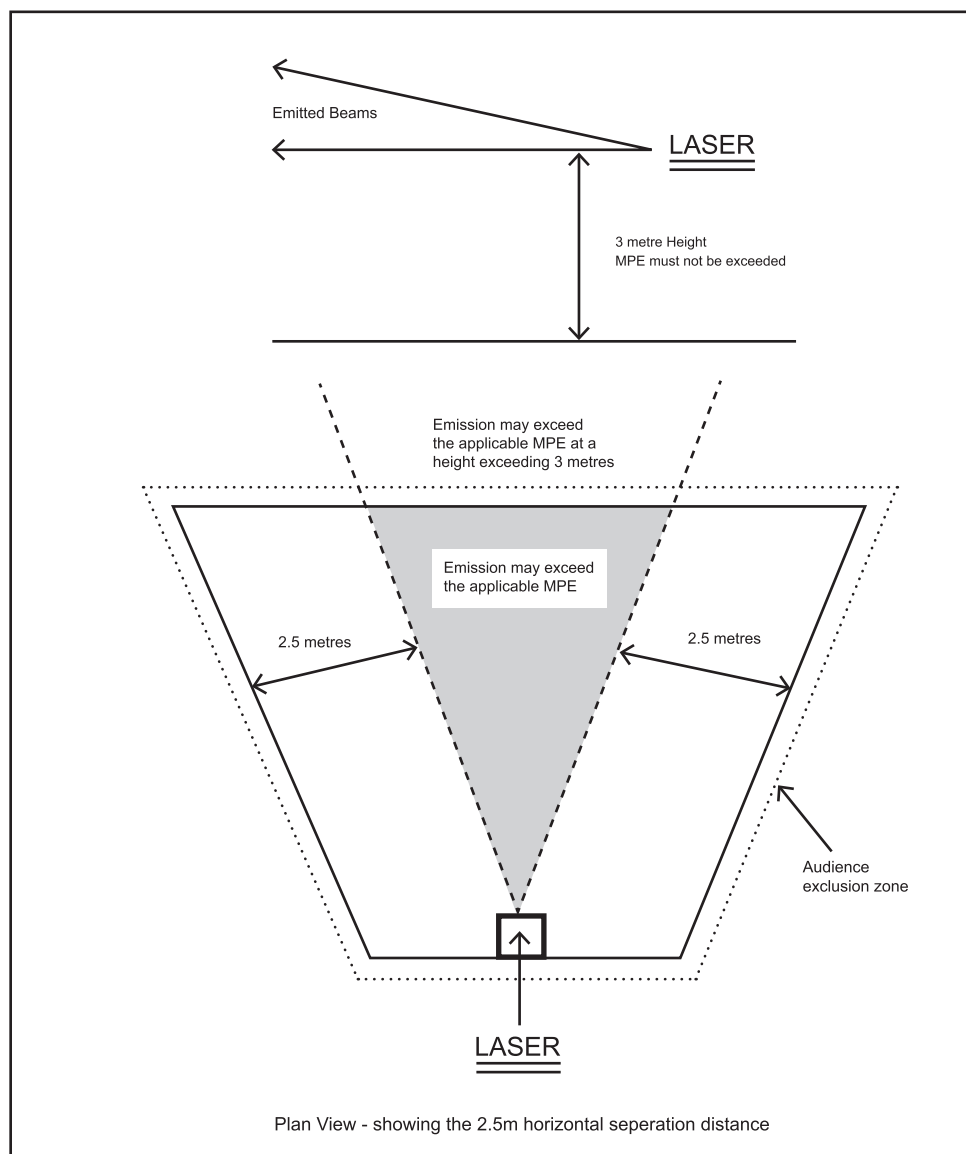 Emitted Beams
LASER
3 metre Height
MPE must not be exceeded
Emission may exceed
the applicable MPE at a
height exceeding 3 metres
Emission may exceed
the applicable MPE
2.5 metres
2.5 metres
Audience
exclusion zone
LASER
Plan View - showing the 2.5m horizontal seperation distance